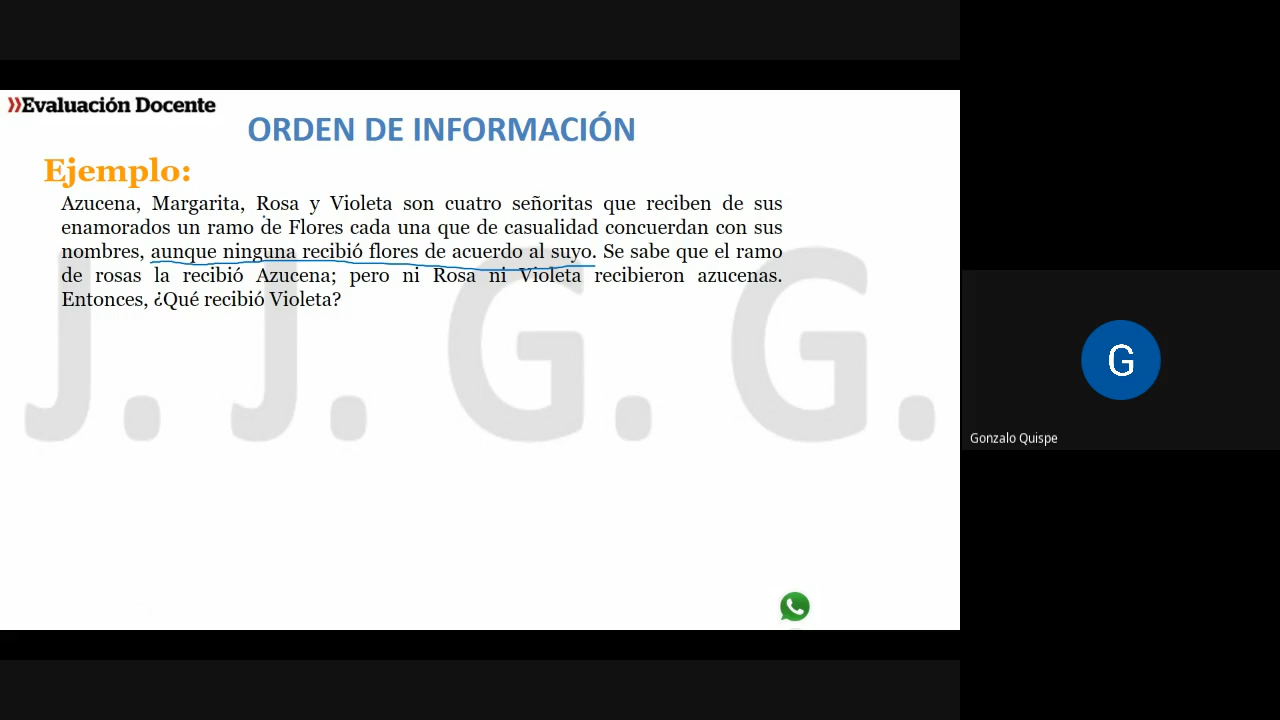 »Evaluación Docente
ORDEN DE INFORMACIÓN
Ejemplo:
Azucena, Margarita, Rosa y Violeta son cuatro señoritas que reciben de sus
enamorados un ramo de Flores cada una que de casualidad concuerdan con sus
nombres, aunque ninguna recibió flores de acuerdo al suyo. Se sabe que el ramo
de rosas la recibió Azucena; pero ni Rosa ni Violeta recibieron azucenas.
Entonces, ¿Qué recibió Violeta?
J. J. G. G.
G
Gonzalo Quispe